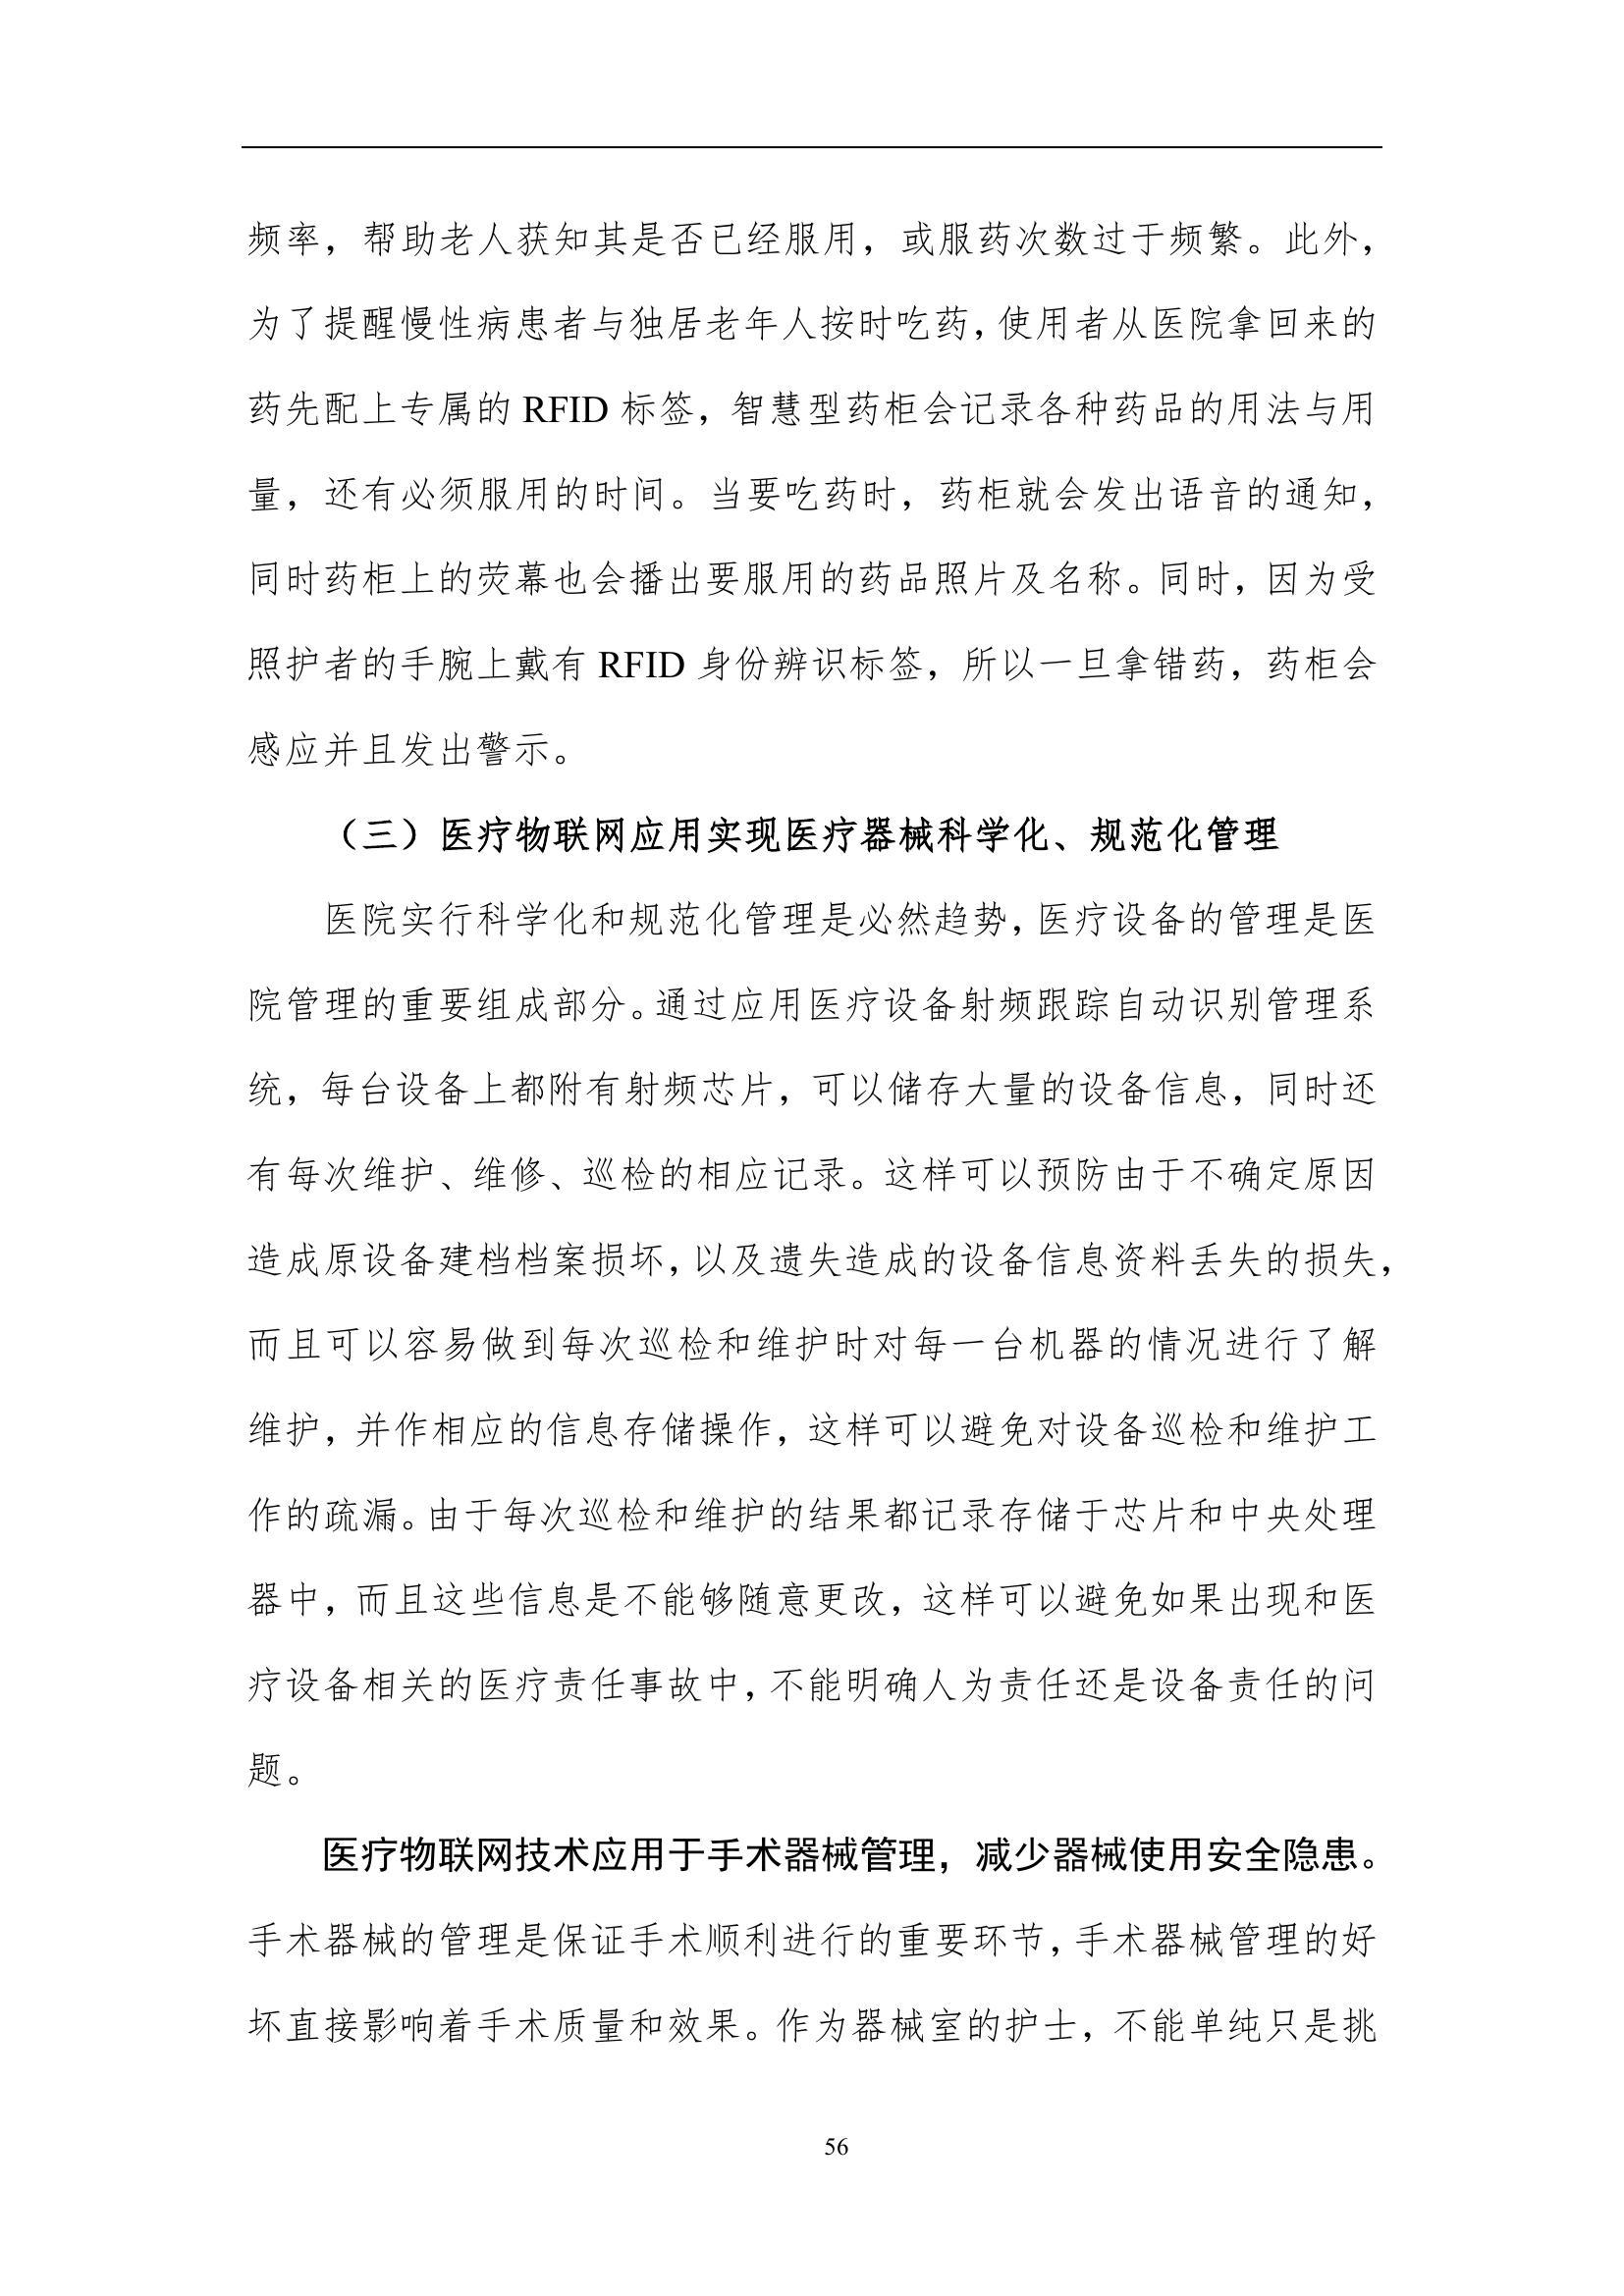 频率，帮助老人获知其是否已经服用，或服药次数过于频繁。此外，
为了提醒慢性病患者与独居老年人按时吃药，使用者从医院拿回来的
药先配上专属的 RFID 标签，智慧型药柜会记录各种药品的用法与用
量，还有必须服用的时间。当要吃药时，药柜就会发出语音的通知，
同时药柜上的荧幕也会播出要服用的药品照片及名称。同时，因为受
照护者的手腕上戴有 RFID 身份辨识标签，所以一旦拿错药，药柜会
感应并且发出警示。
（三）医疗物联网应用实现医疗器械科学化、规范化管理
医院实行科学化和规范化管理是必然趋势，医疗设备的管理是医
院管理的重要组成部分。通过应用医疗设备射频跟踪自动识别管理系
统，每台设备上都附有射频芯片，可以储存大量的设备信息，同时还
有每次维护、维修、巡检的相应记录。这样可以预防由于不确定原因
造成原设备建档档案损坏，以及遗失造成的设备信息资料丢失的损失，
而且可以容易做到每次巡检和维护时对每一台机器的情况进行了解
维护，并作相应的信息存储操作，这样可以避免对设备巡检和维护工
作的疏漏。由于每次巡检和维护的结果都记录存储于芯片和中央处理
器中，而且这些信息是不能够随意更改，这样可以避免如果出现和医
疗设备相关的医疗责任事故中，不能明确人为责任还是设备责任的问
题。
医疗物联网技术应用于手术器械管理，减少器械使用安全隐患。
手术器械的管理是保证手术顺利进行的重要环节，手术器械管理的好
坏直接影响着手术质量和效果。作为器械室的护士，不能单纯只是挑
56